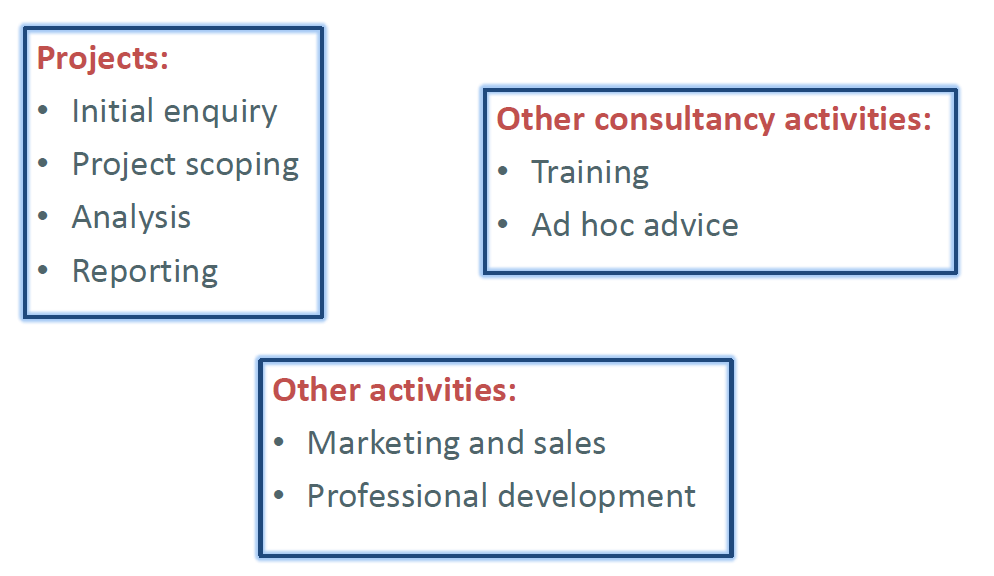 Projects:
• Initial enquiry
• Project scoping
• Analysis
• Reporting
Other consultancy activities:
• Training
• Ad hoc advice
Other activities:
• Marketing and sales
• Professional development